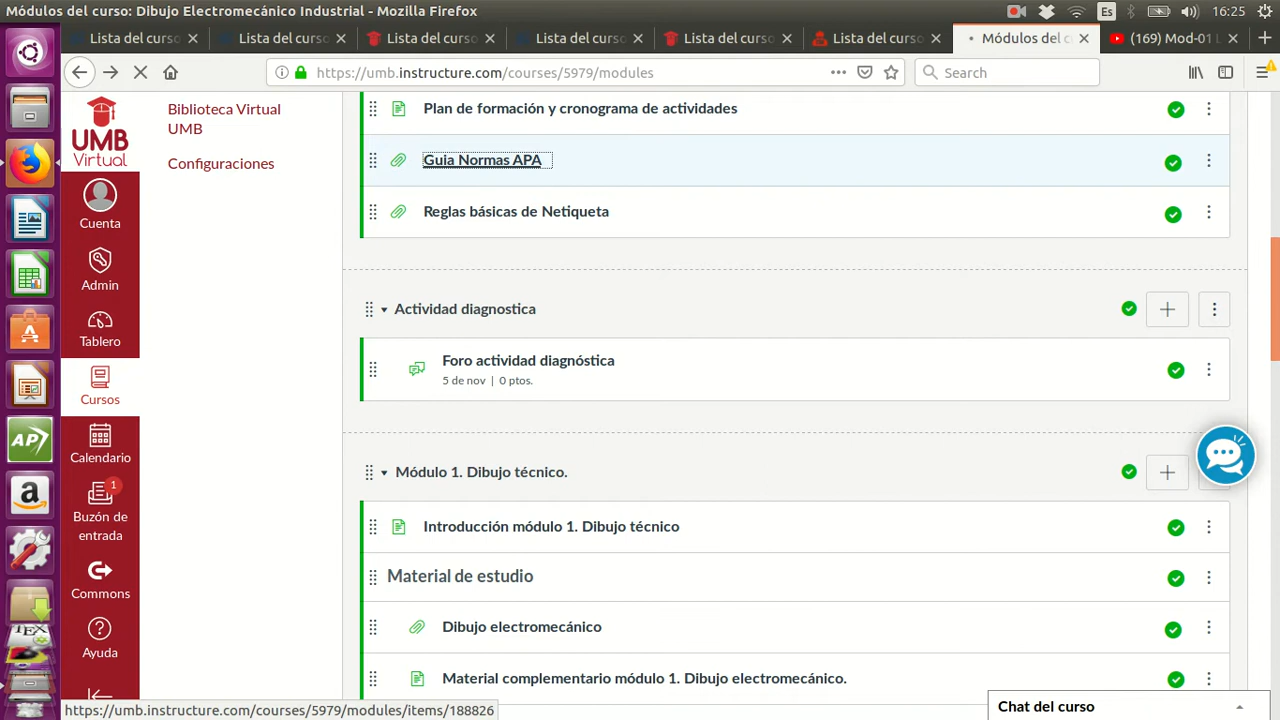 Módulos del curso: Dibujo Electromecánico Industrial - Mozilla Firefox
Es
16:25
Lista del curso
Lista del curso
Lista del curso
Lista del curso
Lista del curso
Lista del curso
Módulos del c
(169) Mod-01 L
https://umb.instructure.com/courses/5979/modules
Search
UMB
Virtual
Cuenta
Admin
Tablero
Cursos
Calendario
1
Buzón de
entrada
Commons
Ayuda
Biblioteca Virtual
UMB
Configuraciones
Plan de formación y cronograma de actividades
Guia Normas APA
Reglas básicas de Netiqueta
Actividad diagnostica
Foro actividad diagnóstica
5 de nov | 0 ptos.
Módulo 1. Dibujo técnico.
Introducción módulo 1. Dibujo técnico
Material de estudio
Dibujo electromecánico
Material complementario módulo 1. Dibujo electromecánico.
https://umb.instructure.com/courses/5979/modules/items/188826
Chat del curso